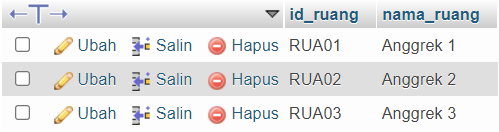 id_ruang nama_ruang
Ubah Salin Hapus RUA01 Anggrek 1
Ubah Salin Hapus RUA02 Anggrek 2
Ubah Salin Hapus RUA03 Anggrek 3